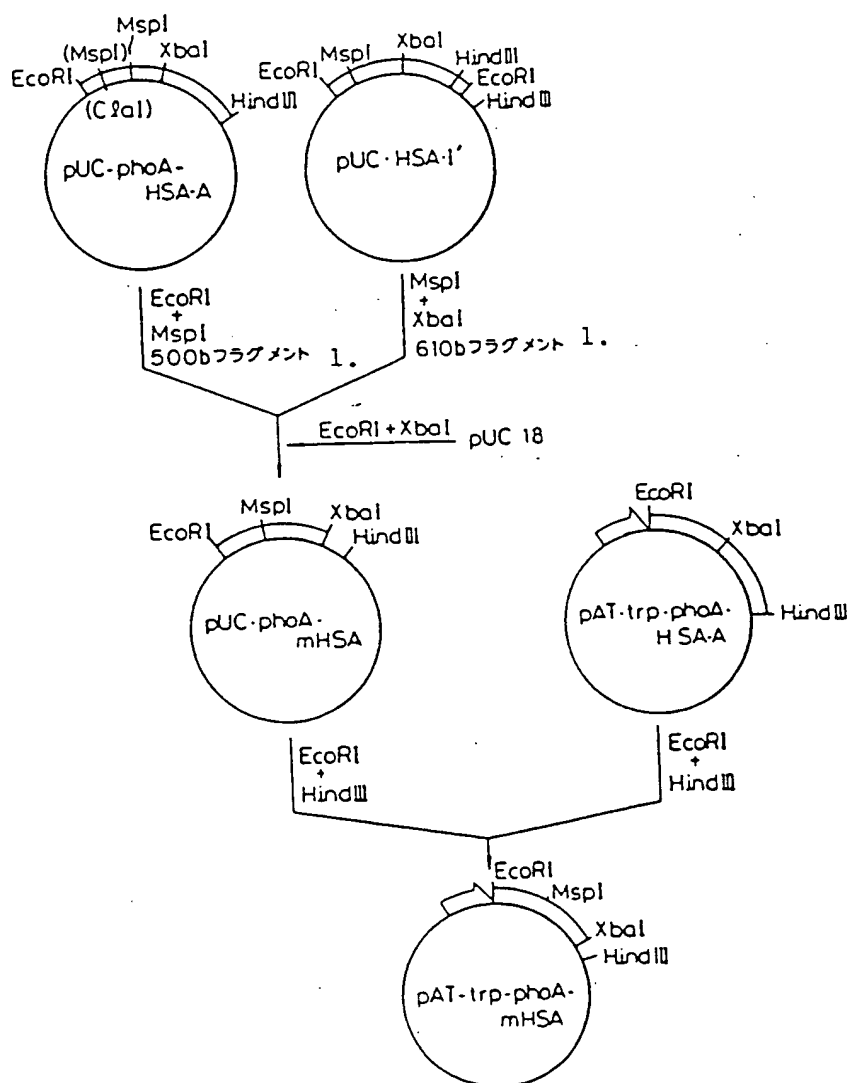 MspI
(MspI)
XbaI
EcoRI
(ClaI)
HindIII
pUC-phoA-
HSA-A
XbaI
MspI
HindIII
EcoRI
EcoRI
HindIII
pUC·HSA·I'
EcoRI
+
MspI
500bフラグメント 1.
MspI
+
XbaI
610bフラグメント 1.
EcoRI+XbaI
pUC 18
MspI
XbaI
EcoRI
HindIII
pUC·phoA-
mHSA
EcoRI
XbaI
HindIII
pAT-trp-phoA-
HSA-A
EcoRI
+
HindIII
EcoRI
+
HindIII
EcoRI
MspI
XbaI
HindIII
pAT-trp-phoA-
mHSA